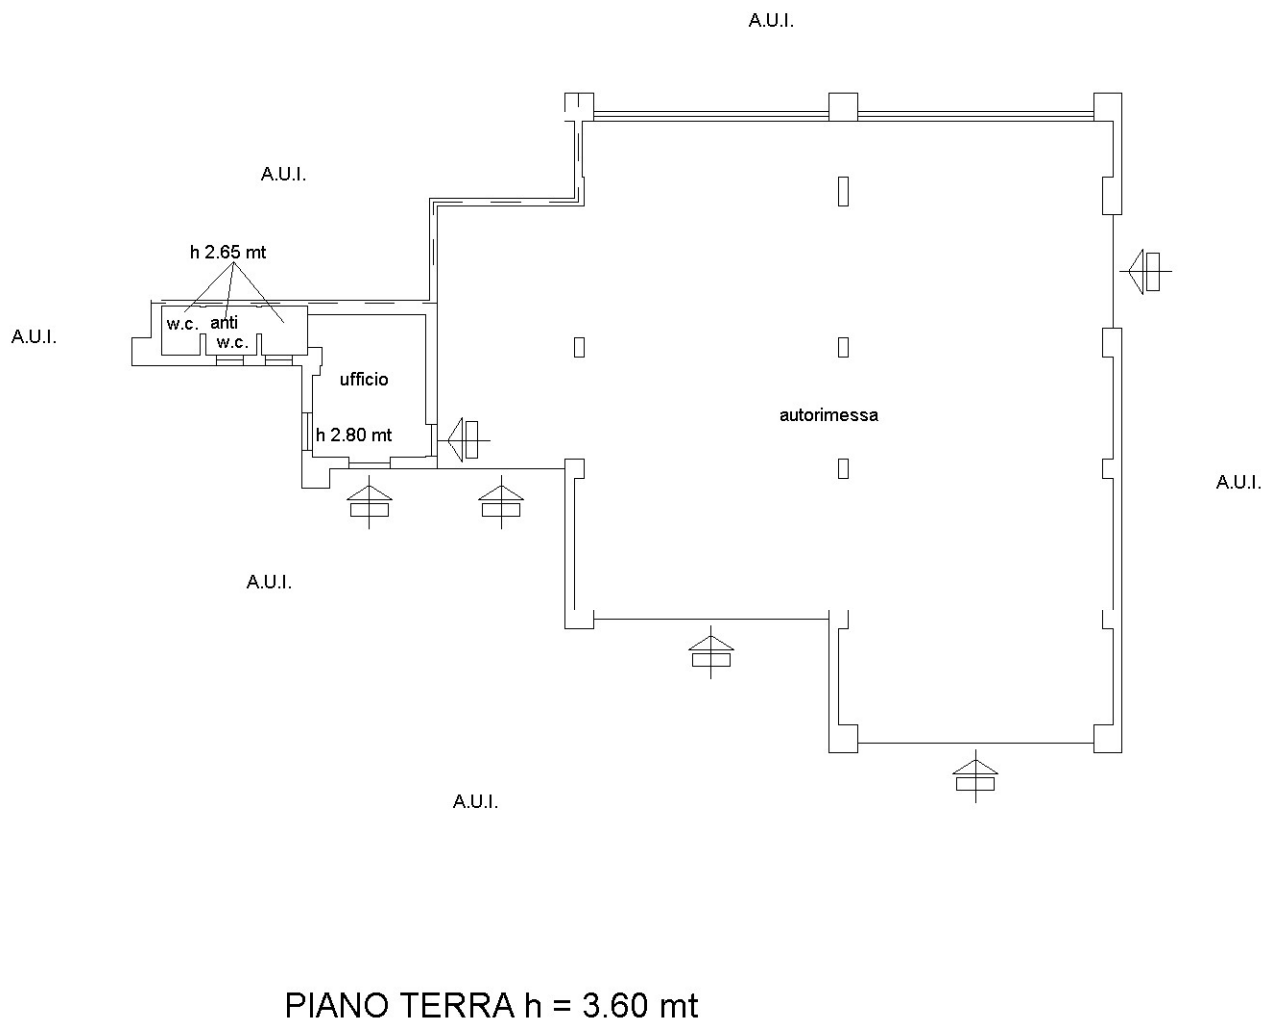 A.U.I.
A.U.I.
h 2.65 mt
w.c. anti
w.c.
A.U.I.
ufficio
autorimessa
h 2.80 mt
A.U.I.
A.U.I.
A.U.I.
PIANO TERRA h = 3.60 mt